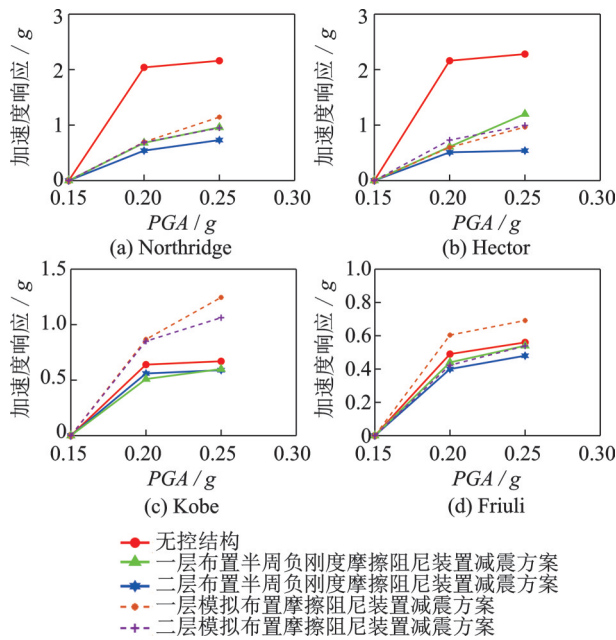 3
2
1
0
0.15
0.20
0.25
0.30
加速度响应 / g
PGA / g
(a) Northridge
3
2
1
0
0.15
0.20
0.25
0.30
加速度响应 / g
PGA / g
(b) Hector
1.5
1.0
0.5
0
0.15
0.20
0.25
0.30
加速度响应 / g
PGA / g
(c) Kobe
1.0
0.8
0.6
0.4
0.2
0
0.15
0.20
0.25
0.30
加速度响应 / g
PGA / g
(d) Friuli
无控结构
一层布置半周负刚度摩擦阻尼装置减震方案
二层布置半周负刚度摩擦阻尼装置减震方案
一层模拟布置摩擦阻尼装置减震方案
二层模拟布置摩擦阻尼装置减震方案